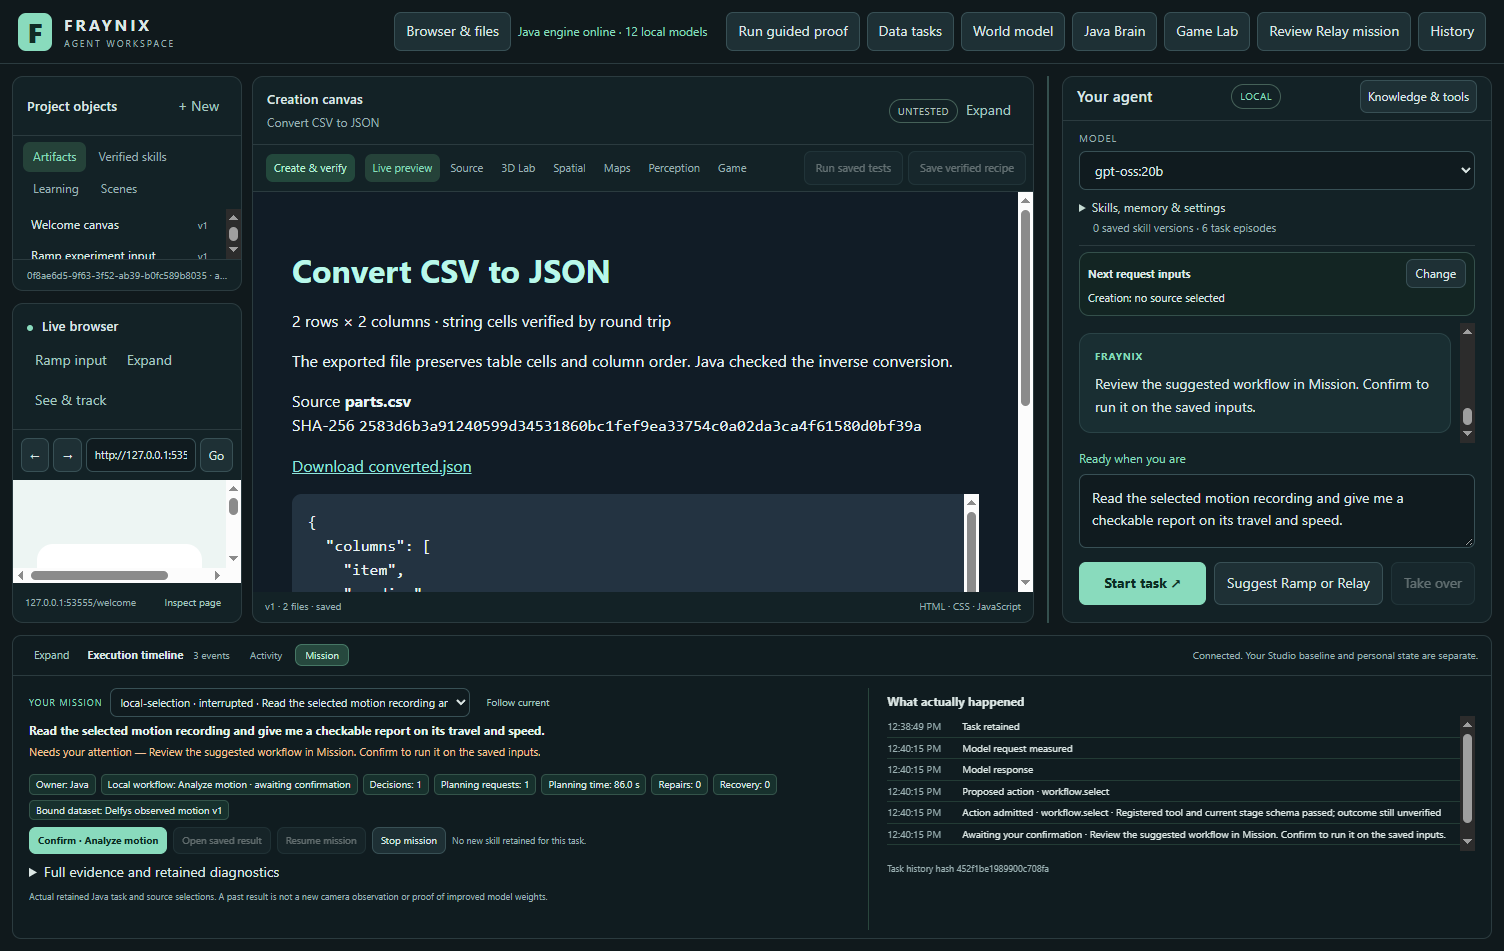 F
FRAYNIX
AGENT WORKSPACE
Browser & files
Java engine online · 12 local models
Run guided proof
Data tasks
World model
Java Brain
Game Lab
Review Relay mission
History
Project objects
+ New
Artifacts
Verified skills
Learning
Scenes
Welcome canvas
v1
Ramp experiment input
v1
0f8ae6d5-9f63-3f52-ab39-b0fc589b8035 · a...
Live browser
Ramp input
Expand
See & track
←
→
http://127.0.0.1:535
Go
127.0.0.1:53555/welcome
Inspect page
Creation canvas
Convert CSV to JSON
UNTESTED
Expand
Create & verify
Live preview
Source
3D Lab
Spatial
Maps
Perception
Game
Run saved tests
Save verified recipe
Convert CSV to JSON
2 rows × 2 columns · string cells verified by round trip
The exported file preserves table cells and column order. Java checked the inverse conversion.
Source parts.csv
SHA-256 2583d6b3a91240599d34531860bc1fef9ea33754c0a02da3ca4f61580d0bf39a
Download converted.json
{
"columns": [
"item",
v1 · 2 files · saved
HTML · CSS · JavaScript
Your agent
LOCAL
Knowledge & tools
MODEL
gpt-oss:20b
Skills, memory & settings
0 saved skill versions · 6 task episodes
Next request inputs
Change
Creation: no source selected
FRAYNIX
Review the suggested workflow in Mission. Confirm to
run it on the saved inputs.
Ready when you are
Read the selected motion recording and give me a
checkable report on its travel and speed.
Start task ↗
Suggest Ramp or Relay
Take over
Expand
Execution timeline
3 events
Activity
Mission
Connected. Your Studio baseline and personal state are separate.
YOUR MISSION
local-selection · interrupted · Read the selected motion recording ar
Follow current
Read the selected motion recording and give me a checkable report on its travel and speed.
Needs your attention — Review the suggested workflow in Mission. Confirm to run it on the saved inputs.
Owner: Java
Local workflow: Analyze motion · awaiting confirmation
Decisions: 1
Planning requests: 1
Planning time: 86.0 s
Repairs: 0
Recovery: 0
Bound dataset: Delfys observed motion v1
Confirm · Analyze motion
Open saved result
Resume mission
Stop mission
No new skill retained for this task.
Full evidence and retained diagnostics
Actual retained Java task and source selections. A past result is not a new camera observation or proof of improved model weights.
What actually happened
12:38:49 PM Task retained
12:40:15 PM Model request measured
12:40:15 PM Model response
12:40:15 PM Proposed action · workflow.select
12:40:15 PM Action admitted · workflow.select · Registered tool and current stage schema passed; outcome still unverified
12:40:15 PM Awaiting your confirmation · Review the suggested workflow in Mission. Confirm to run it on the saved inputs.
Task history hash 452f1be1989900c708fa